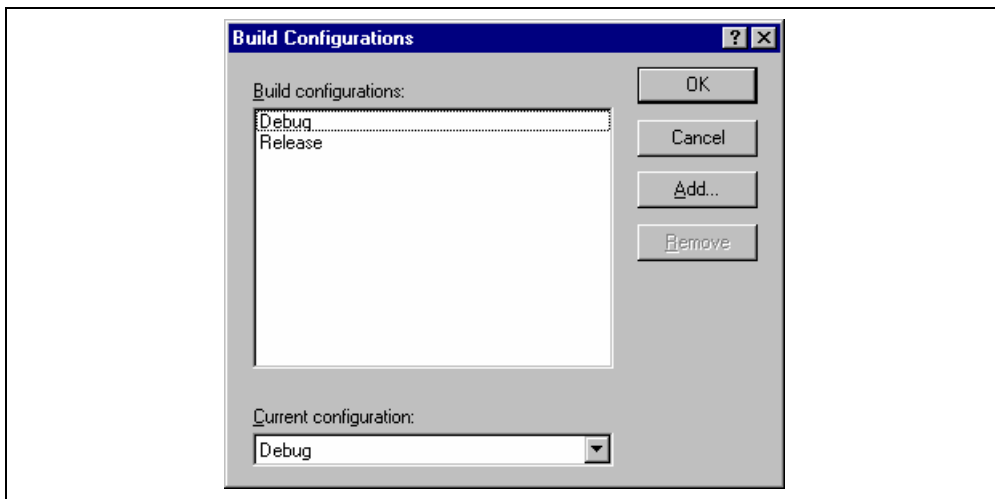 Build Configurations
Build configurations:
Debug
Release
OK
Cancel
Add...
Remove
Current configuration:
Debug